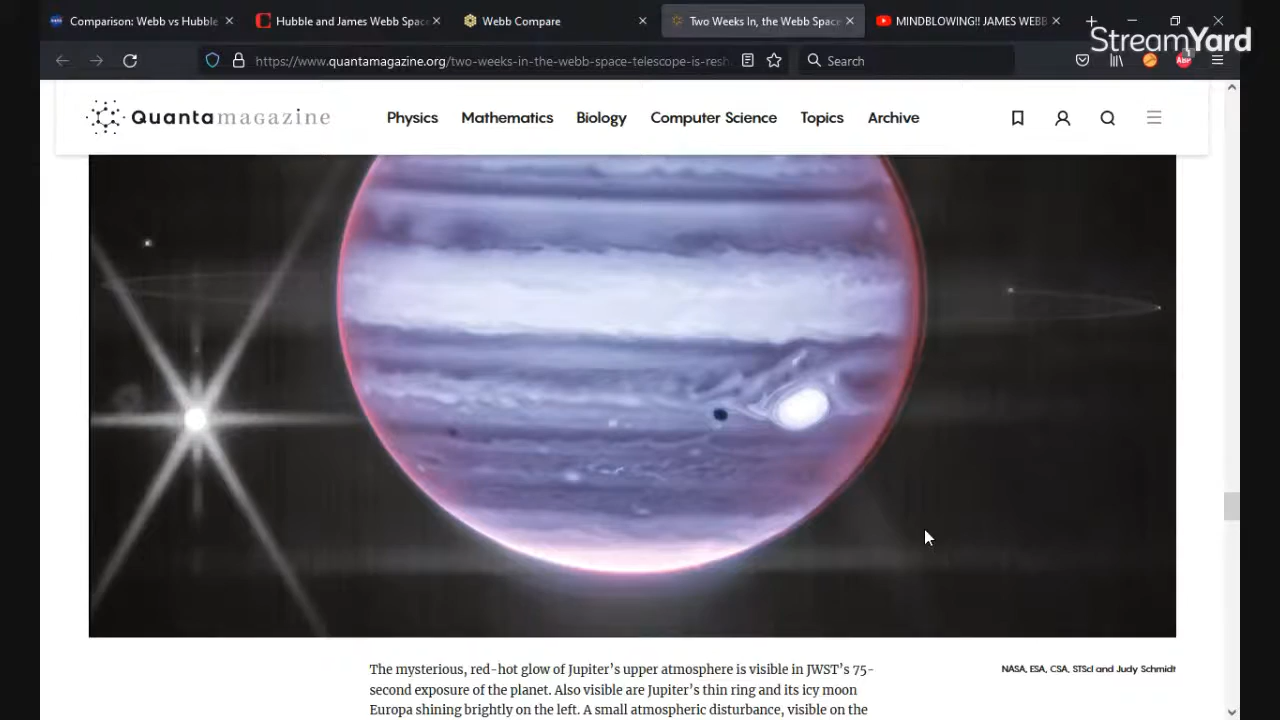 Comparison: Webb vs Hubble
Hubble and James Webb Spac
Webb Compare
Two Weeks In, the Webb Space
MINDBLOWING!! JAMES WEBB
StreamYard
https://www.quantamagazine.org/two-weeks-in-the-webb-space-telescope-is-resh
Search
Quantamagazine
Physics
Mathematics
Biology
Computer Science
Topics
Archive
The mysterious, red-hot glow of Jupiter’s upper atmosphere is visible in JWST’s 75-
second exposure of the planet. Also visible are Jupiter’s thin ring and its icy moon
Europa shining brightly on the left. A small atmospheric disturbance, visible on the
NASA, ESA, CSA, STScI and Judy Schmidt